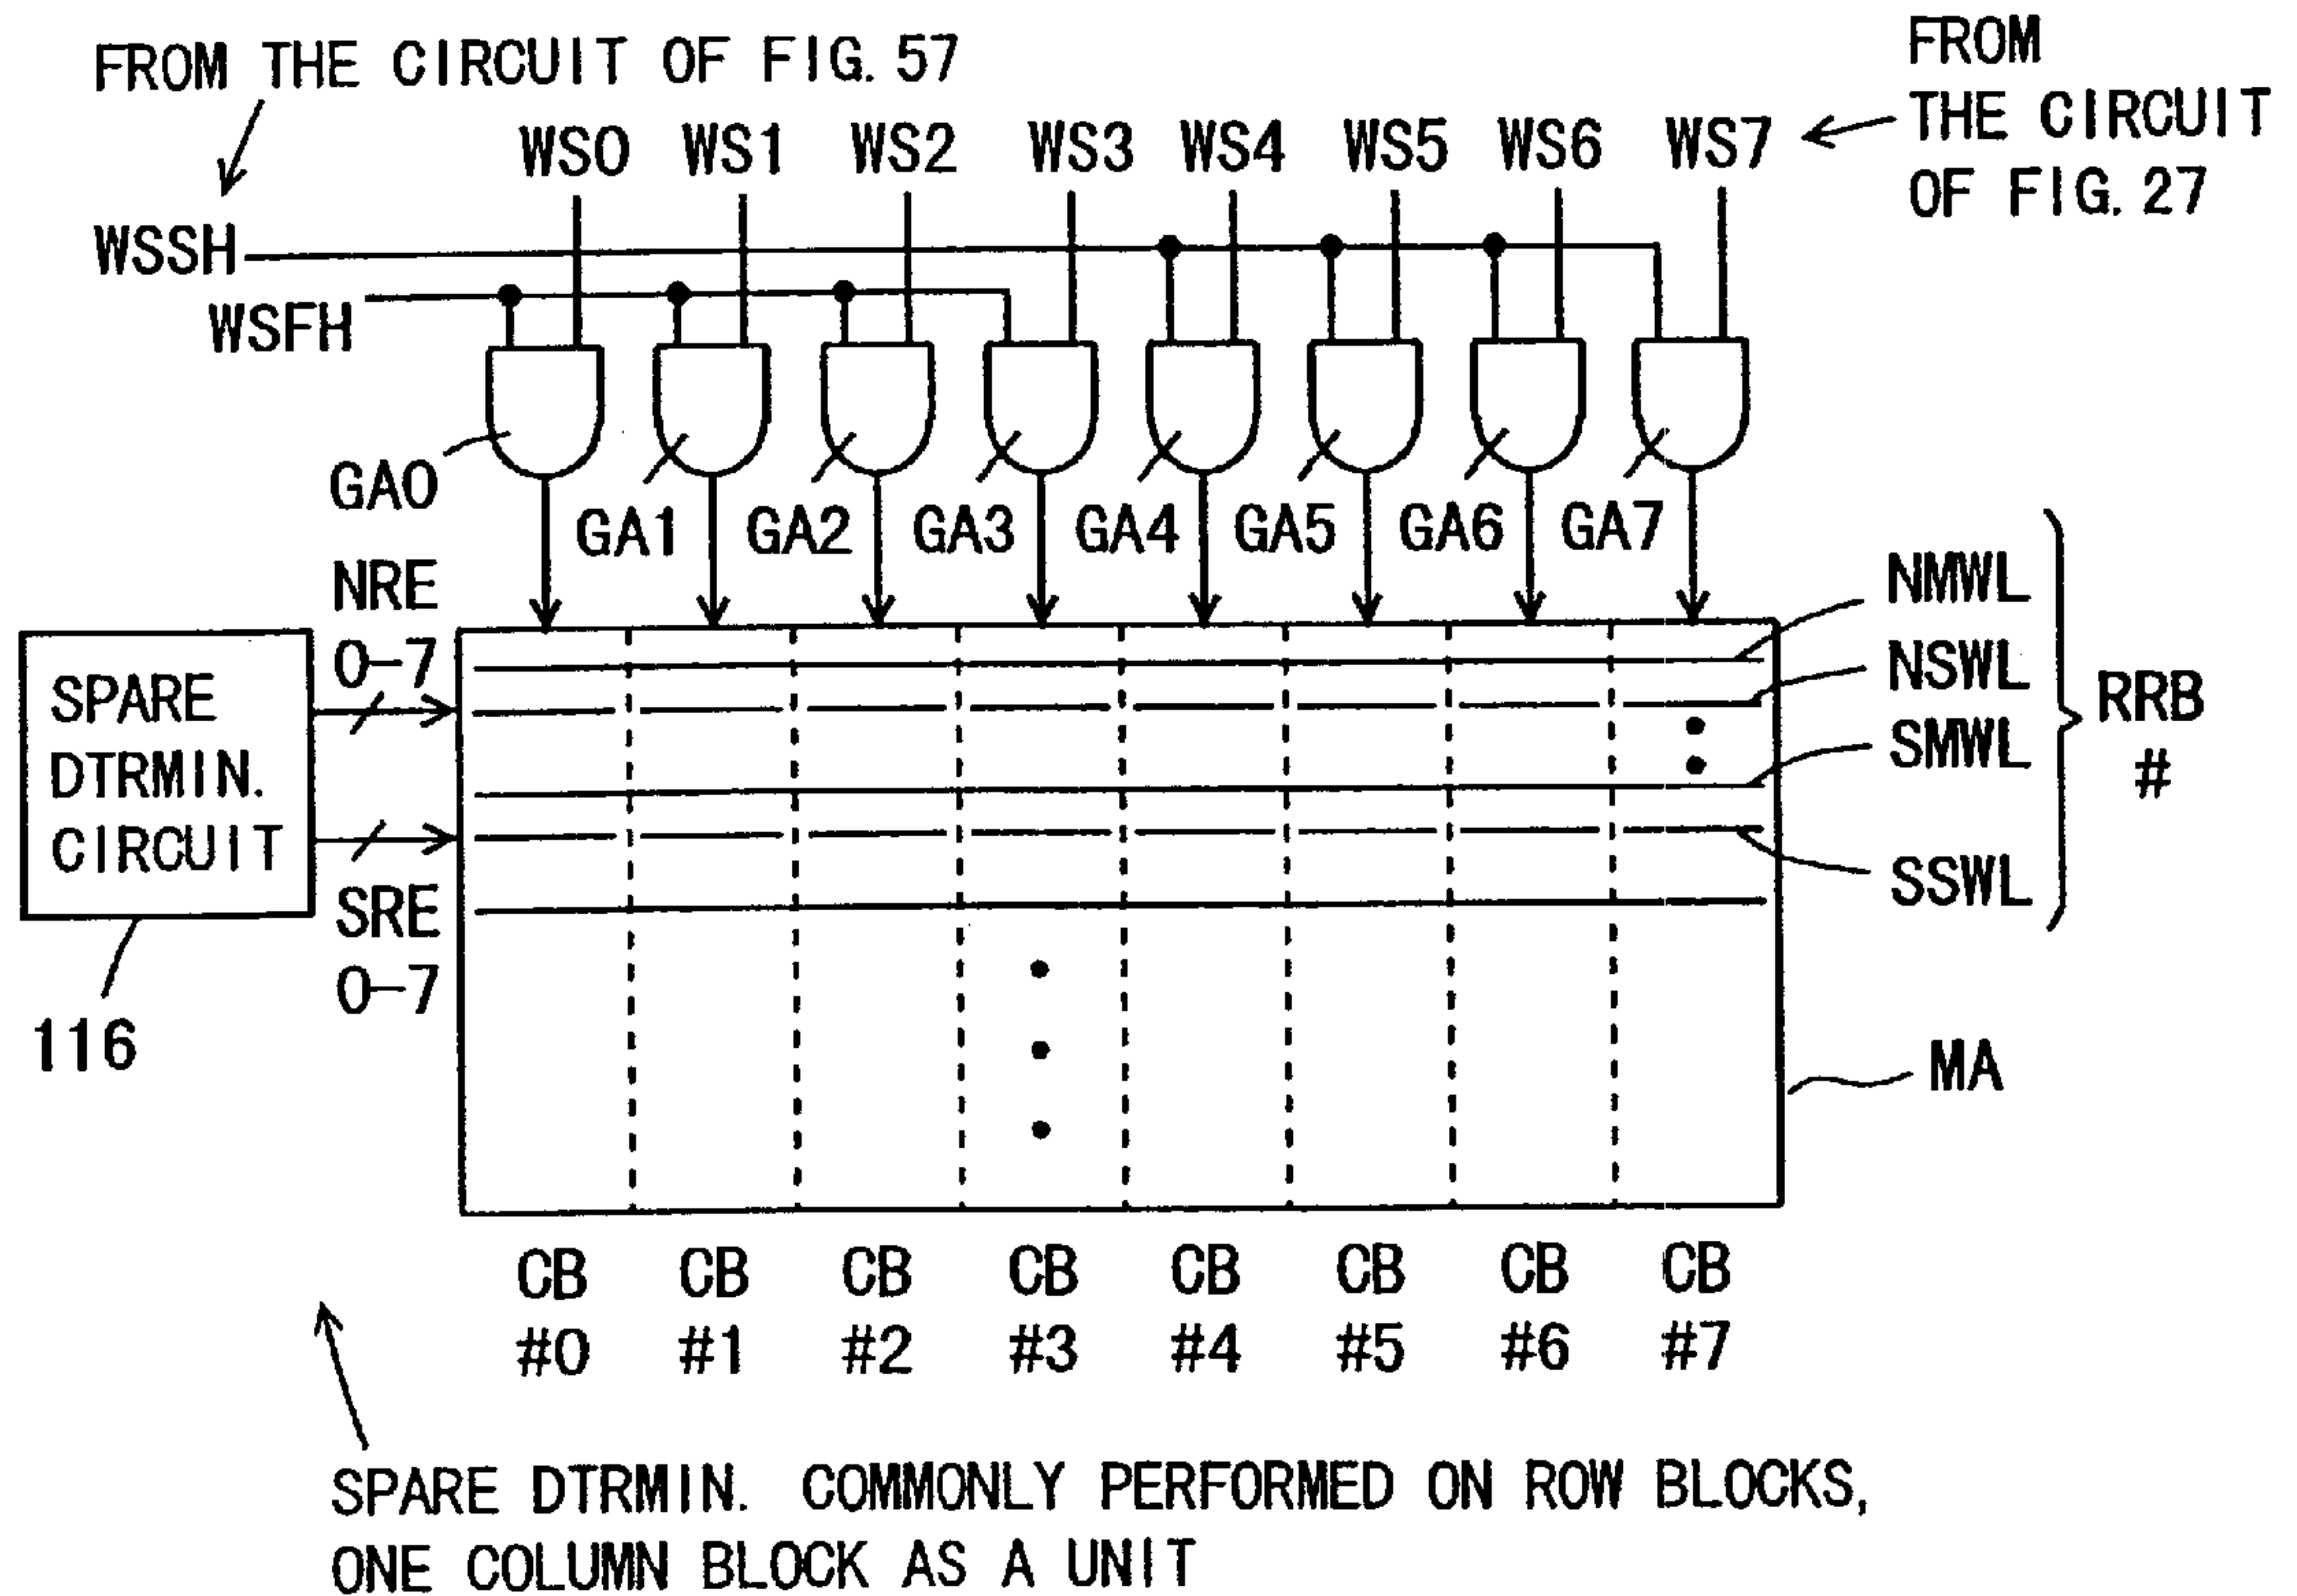 FROM THE CIRCUIT OF FIG. 57
FROM
THE CIRCUIT
OF FIG. 27
WS0 WS1 WS2 WS3 WS4 WS5 WS6 WS7
WSSH
WSFH
GA0
GA1 GA2 GA3 GA4 GA5 GA6 GA7
NRE
0-7
SPARE
DTRMIN.
CIRCUIT
SRE
0-7
116
NMWL
NSWL
SMWL
SSWL
RRB
#
MA
CB CB CB CB CB CB CB CB
#0 #1 #2 #3 #4 #5 #6 #7
SPARE DTRMIN. COMMONLY PERFORMED ON ROW BLOCKS,
ONE COLUMN BLOCK AS A UNIT